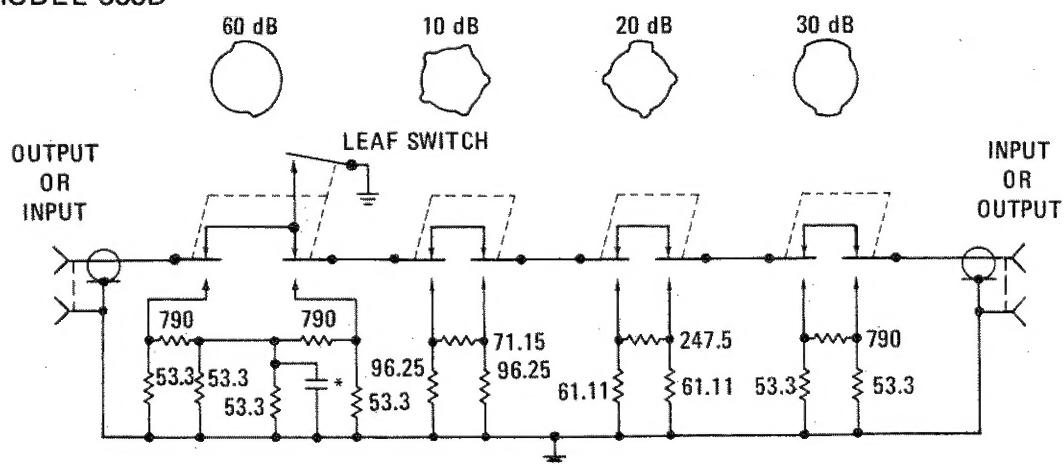 60 dB
10 dB
20 dB
30 dB
LEAF SWITCH
OUTPUT
OR
INPUT
INPUT
OR
OUTPUT
790
790
71.15
247.5
790
53.3
53.3
53.3
*
53.3
96.25
96.25
61.11
61.11
53.3
53.3